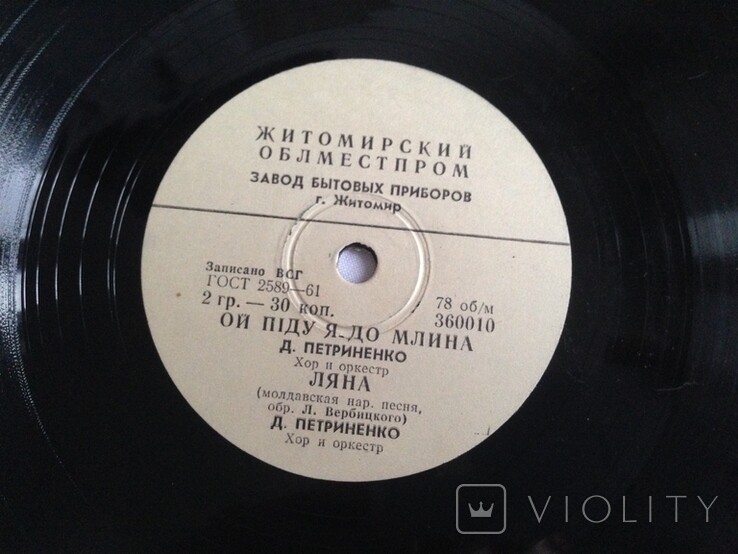 ЖИТОМИРСКИЙ
ОБЛМЕСТПРОМ
ЗАВОД БЫТОВЫХ ПРИБОРОВ
г. Житомир
Записано ВСГ
ГОСТ 2589—61
2 гр. — 30 коп.
78 об/м
360010
ОЙ ПІДУ Я ДО МЛИНА
Д. ПЕТРИНЕНКО
Хор и оркестр
ЛЯНА
(молдавская нар. песня,
обр. Л. Вербицкого)
Д. ПЕТРИНЕНКО
Хор и оркестр
VIOLITY